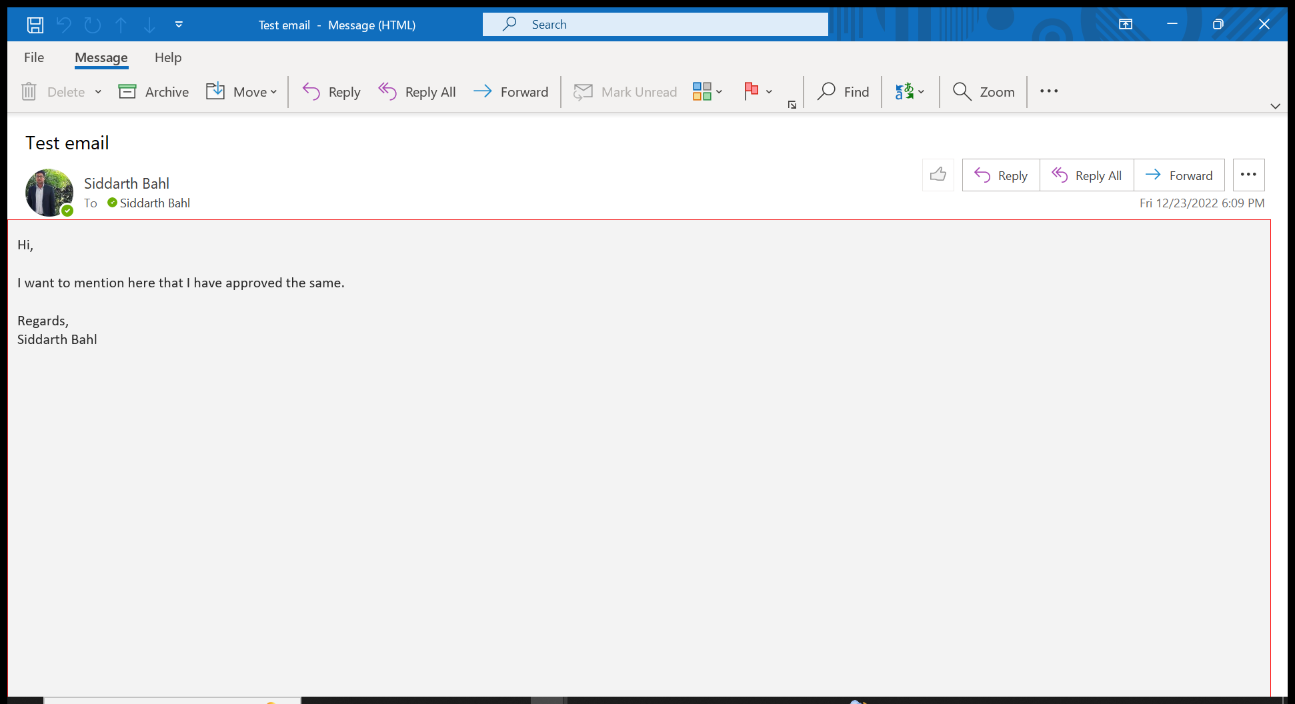 Test email - Message (HTML)
Search
File Message Help
Delete Archive Move Reply Reply All Forward Mark Unread Find Zoom
Test email
Siddarth Bahl
To Siddarth Bahl
Reply Reply All Forward
Fri 12/23/2022 6:09 PM
Hi,
I want to mention here that I have approved the same.
Regards,
Siddarth Bahl